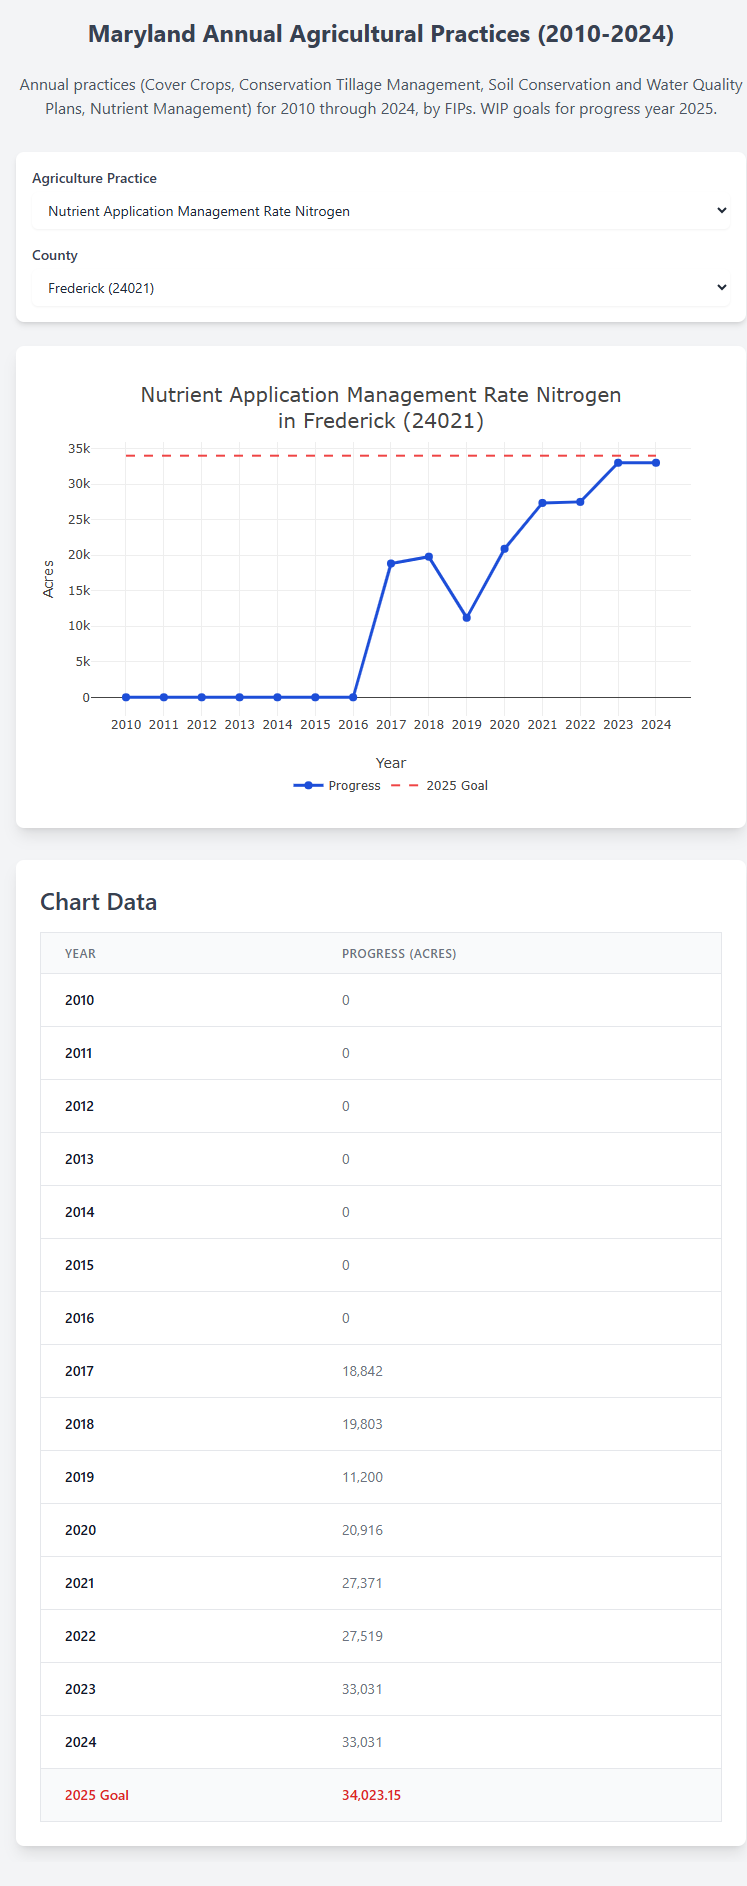 Maryland Annual Agricultural Practices (2010-2024)
Annual practices (Cover Crops, Conservation Tillage Management, Soil Conservation and Water Quality
Plans, Nutrient Management) for 2010 through 2024, by FIPs. WIP goals for progress year 2025.
Agriculture Practice
Nutrient Application Management Rate Nitrogen
County
Frederick (24021)
Nutrient Application Management Rate Nitrogen
in Frederick (24021)
35k
30k
25k
20k
15k
10k
5k
0
Acres
2010 2011 2012 2013 2014 2015 2016 2017 2018 2019 2020 2021 2022 2023 2024
Year
Progress 2025 Goal
Chart Data
YEAR PROGRESS (ACRES)
2010 0
2011 0
2012 0
2013 0
2014 0
2015 0
2016 0
2017 18,842
2018 19,803
2019 11,200
2020 20,916
2021 27,371
2022 27,519
2023 33,031
2024 33,031
2025 Goal 34,023.15